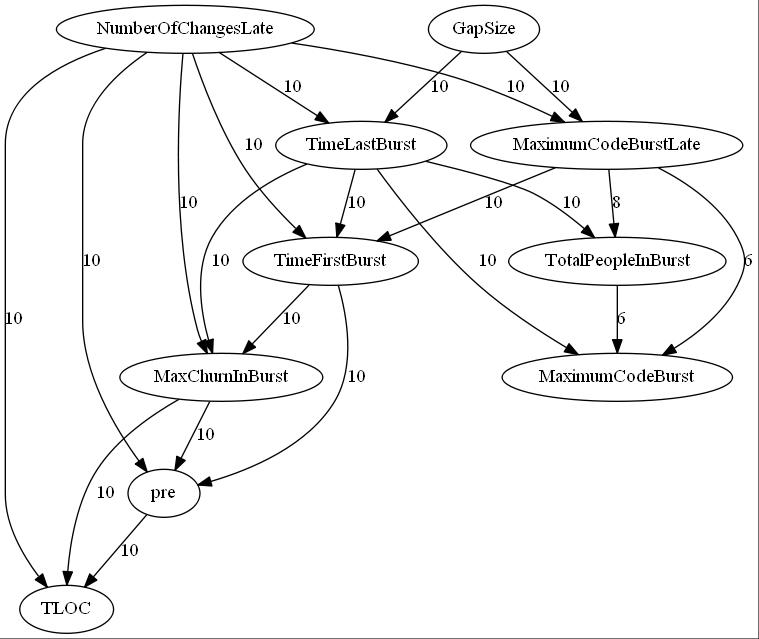 NumberOfChangesLate GapSize
10 10 10 10
TimeLastBurst MaximumCodeBurstLate
10
10 10 10 10 8
TimeFirstBurst TotalPeopleInBurst
10 10 10 6
10 10 6
MaxChurnInBurst MaximumCodeBurst
10
10
pre
10
10
TLOC